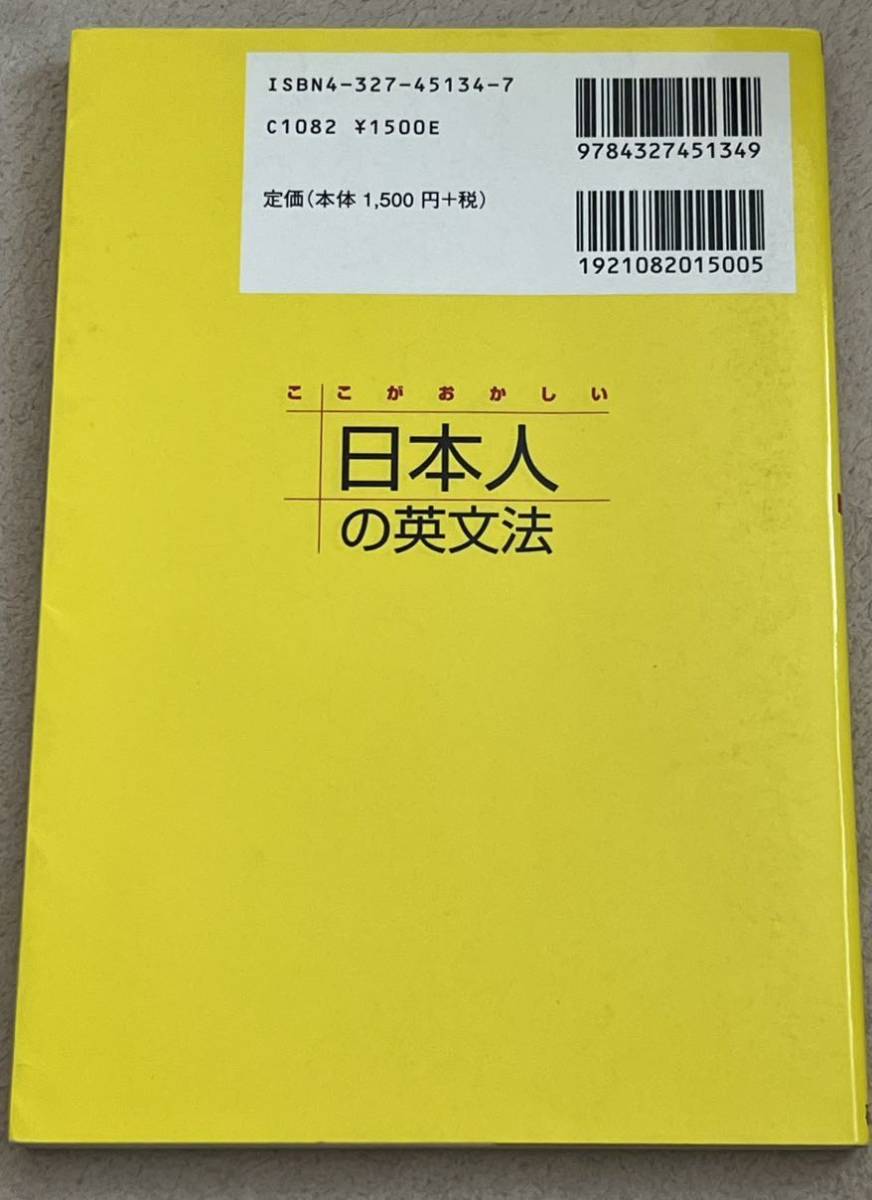 ISBN4-327-45134-7
C1082 ¥1500E
定価(本体 1,500 円+税)
9784327451349
1921082015005
ここがおかしい
日本人
の英文法